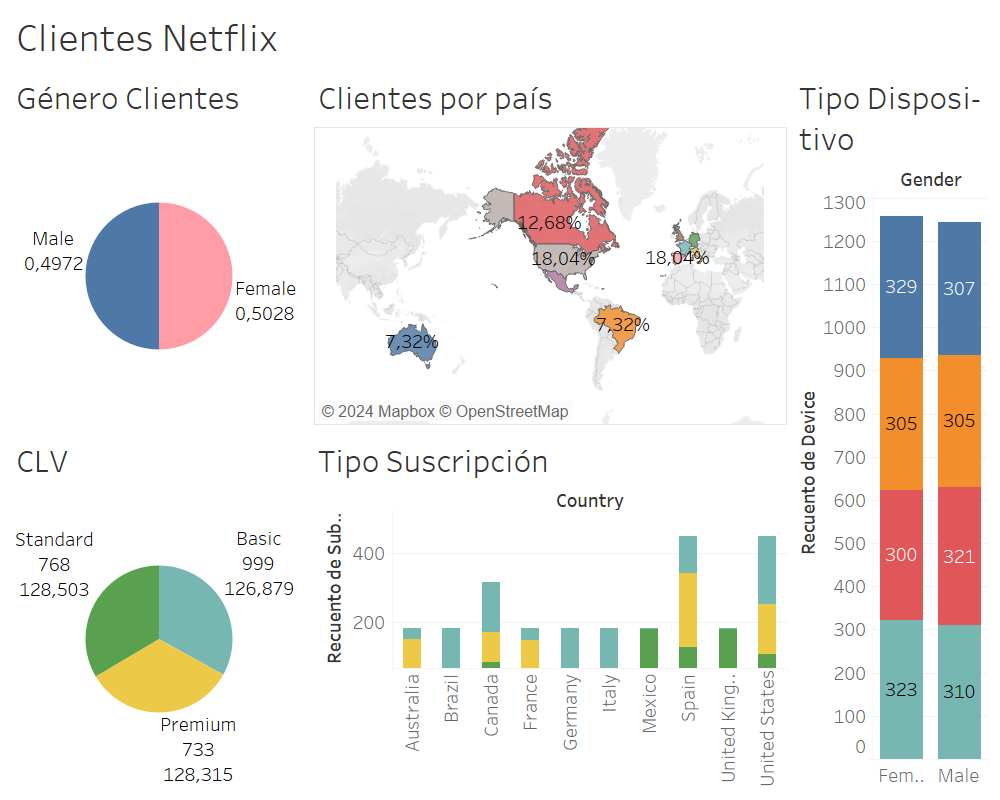 Clientes Netflix
Género Clientes
Male
0,4972
Female
0,5028
Clientes por país
12,68%
18,04%
18,04%
7,32%
7,32%
© 2024 Mapbox © OpenStreetMap
Tipo Disposi-
tivo
Gender
Recuento de Device
1300
1200
1100
1000
900
800
700
600
500
400
300
200
100
0
329
307
305
305
300
321
323
310
Fem..
Male
CLV
Standard
768
128,503
Basic
999
126,879
Premium
733
128,315
Tipo Suscripción
Country
Recuento de Sub..
400
200
Australia
Brazil
Canada
France
Germany
Italy
Mexico
Spain
United King..
United States